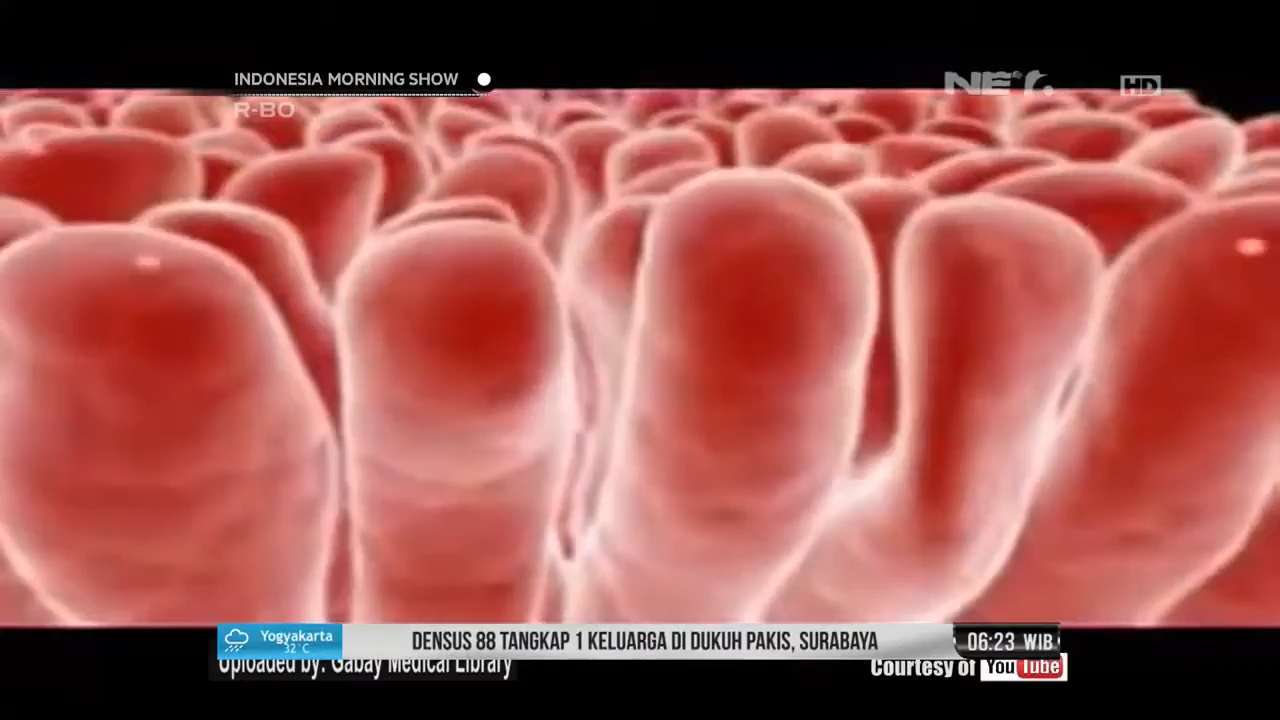 INDONESIA MORNING SHOW
R-BO
HD
Yogyakarta
32°C
DENSUS 88 TANGKAP 1 KELUARGA DI DUKUH PAKIS, SURABAYA
06:23 WIB
Uploaded by: Gabay Medical Library
Courtesy of YouTube